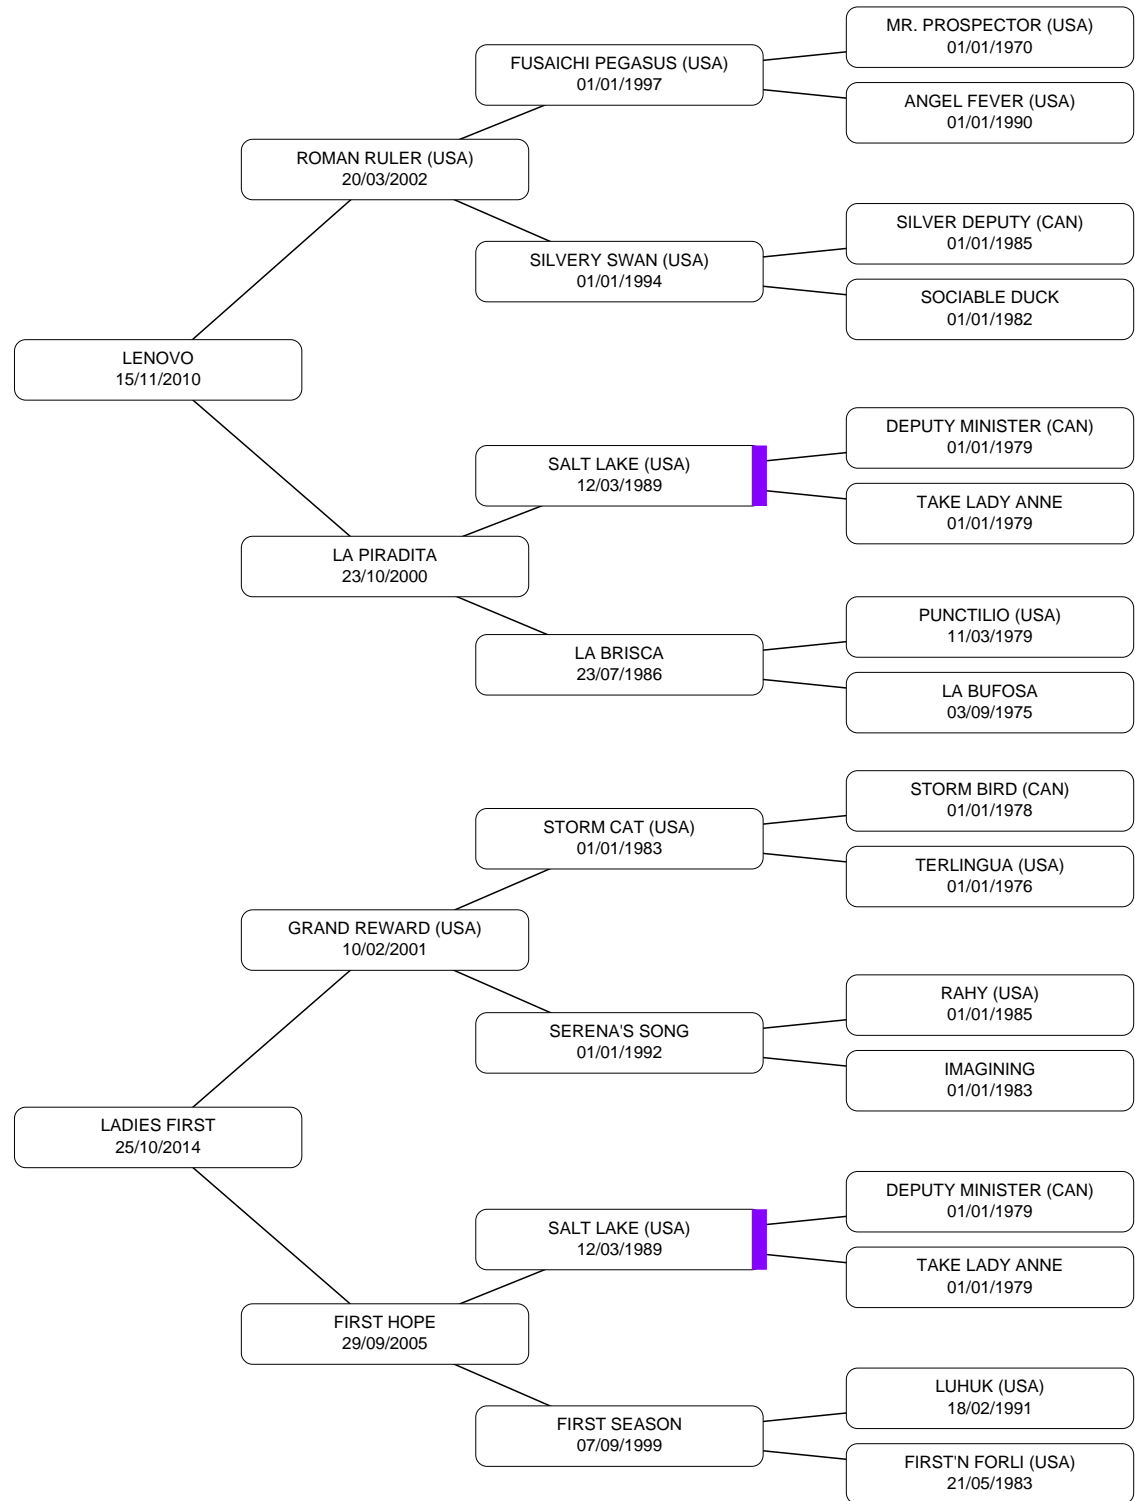 MR. PROSPECTOR (USA)
01/01/1970
FUSAICHI PEGASUS (USA)
01/01/1997
ANGEL FEVER (USA)
01/01/1990
ROMAN RULER (USA)
20/03/2002
SILVER DEPUTY (CAN)
01/01/1985
SILVERY SWAN (USA)
01/01/1994
SOCIABLE DUCK
01/01/1982
LENOVO
15/11/2010
DEPUTY MINISTER (CAN)
01/01/1979
SALT LAKE (USA)
12/03/1989
TAKE LADY ANNE
01/01/1979
LA PIRADITA
23/10/2000
PUNCTILIO (USA)
11/03/1979
LA BRISCA
23/07/1986
LA BUFOSA
03/09/1975
STORM BIRD (CAN)
01/01/1978
STORM CAT (USA)
01/01/1983
TERLINGUA (USA)
01/01/1976
GRAND REWARD (USA)
10/02/2001
RAHY (USA)
01/01/1985
SERENA'S SONG
01/01/1992
IMAGINING
01/01/1983
LADIES FIRST
25/10/2014
DEPUTY MINISTER (CAN)
01/01/1979
SALT LAKE (USA)
12/03/1989
TAKE LADY ANNE
01/01/1979
FIRST HOPE
29/09/2005
LUHUK (USA)
18/02/1991
FIRST SEASON
07/09/1999
FIRST'N FORLI (USA)
21/05/1983